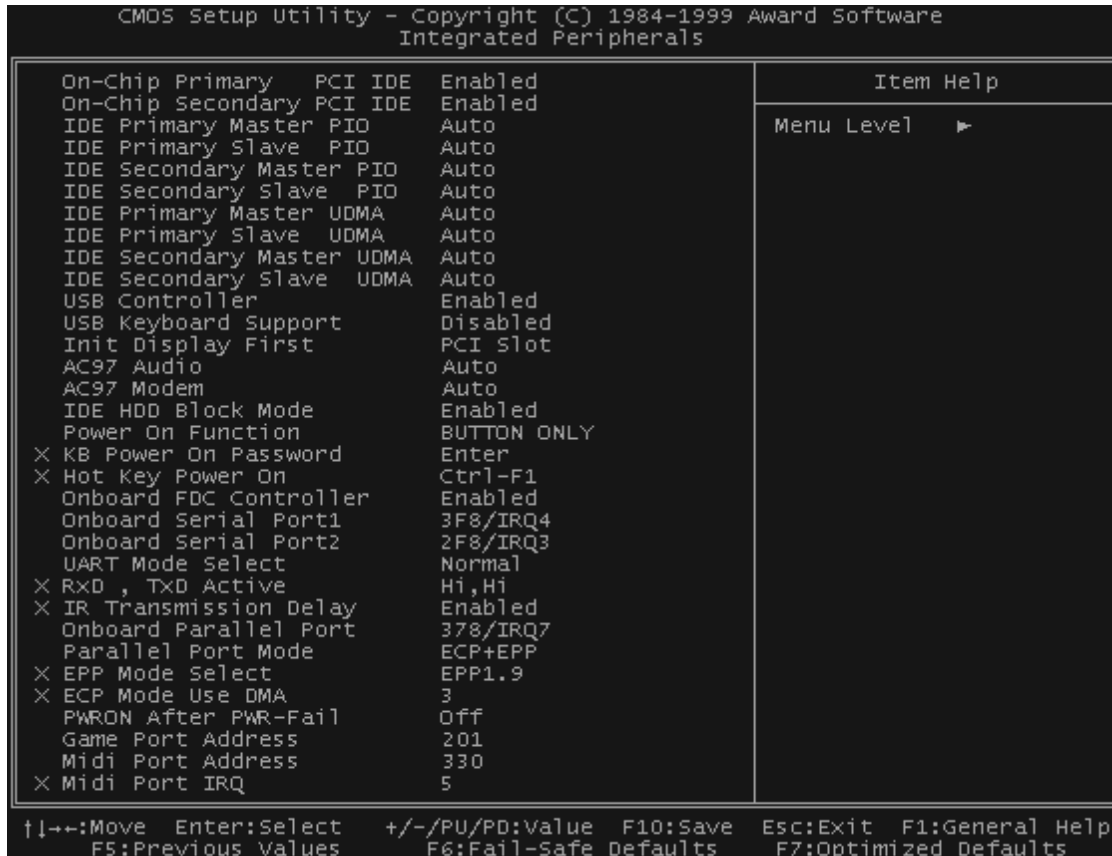 CMOS Setup Utility – Copyright (C) 1984-1999 Award Software
Integrated Peripherals
On-Chip Primary PCI IDE Enabled
On-Chip Secondary PCI IDE Enabled
IDE Primary Master PIO Auto
IDE Primary Slave PIO Auto
IDE Secondary Master PIO Auto
IDE Secondary Slave PIO Auto
IDE Primary Master UDMA Auto
IDE Primary Slave UDMA Auto
IDE Secondary Master UDMA Auto
IDE Secondary Slave UDMA Auto
USB Controller Enabled
USB Keyboard Support Disabled
Init Display First PCI Slot
AC97 Audio Auto
AC97 Modem Auto
IDE HDD Block Mode Enabled
Power On Function BUTTON ONLY
X KB Power On Password Enter
X Hot Key Power On Ctrl-F1
Onboard FDC Controller Enabled
Onboard Serial Port1 3F8/IRQ4
Onboard Serial Port2 2F8/IRQ3
UART Mode Select Normal
X RxD , TxD Active Hi,Hi
X IR Transmission Delay Enabled
Onboard Parallel Port 378/IRQ7
Parallel Port Mode ECP+EPP
X EPP Mode Select EPP1.9
X ECP Mode Use DMA 3
PWRON After PWR-Fail Off
Game Port Address 201
Midi Port Address 330
X Midi Port IRQ 5
Item Help
Menu Level ►
↑↓→←:Move Enter:Select +/-/PU/PD:Value F10:Save Esc:Exit F1:General Help
F5:Previous Values F6:Fail-Safe Defaults F7:Optimized Defaults